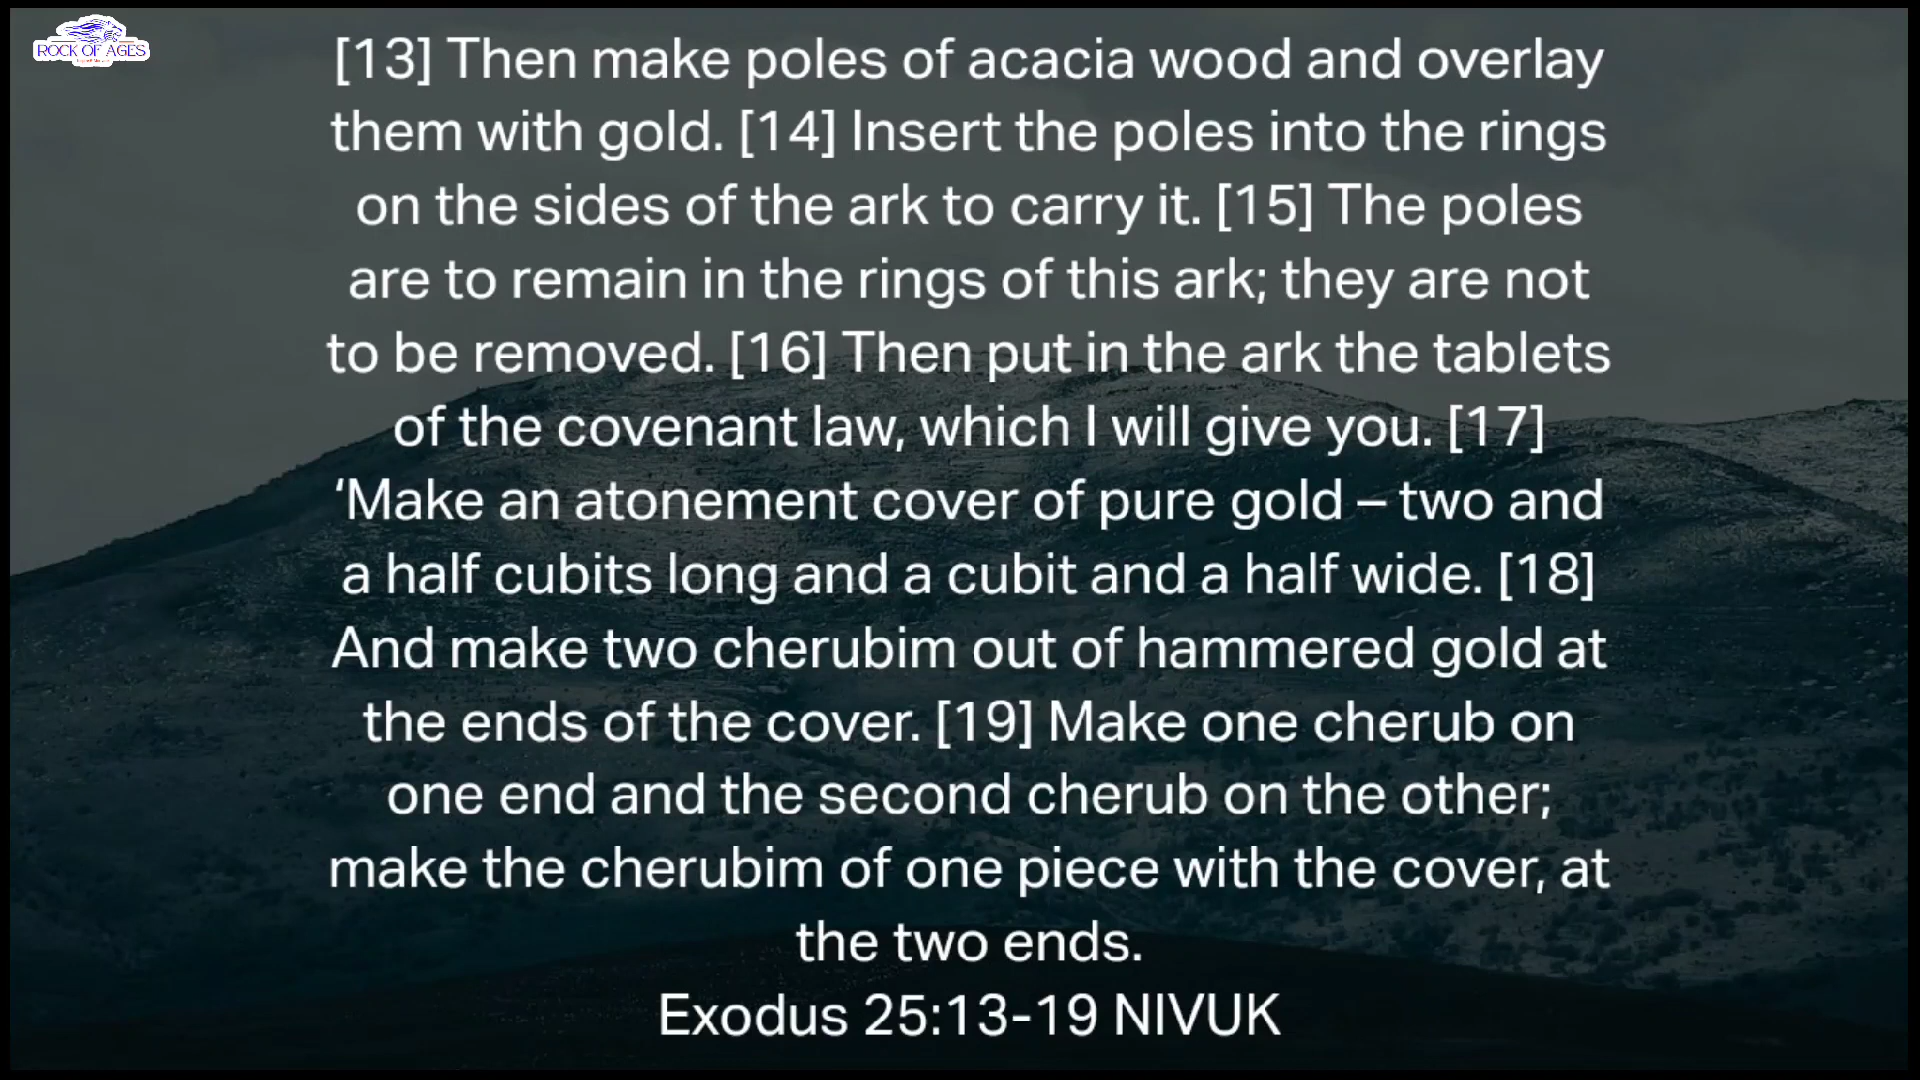 ROCK OF AGES
[13] Then make poles of acacia wood and overlay
them with gold. [14] Insert the poles into the rings
on the sides of the ark to carry it. [15] The poles
are to remain in the rings of this ark; they are not
to be removed. [16] Then put in the ark the tablets
of the covenant law, which I will give you. [17]
‘Make an atonement cover of pure gold – two and
a half cubits long and a cubit and a half wide. [18]
And make two cherubim out of hammered gold at
the ends of the cover. [19] Make one cherub on
one end and the second cherub on the other;
make the cherubim of one piece with the cover, at
the two ends.
Exodus 25:13-19 NIVUK